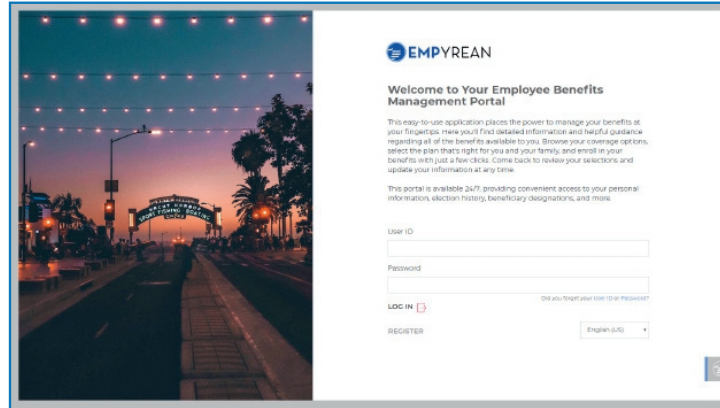 YACHT HARBOR
SPORT FISHING · BOATING
EMPYREAN
Welcome to Your Employee Benefits
Management Portal
This easy-to-use application places the power to manage your benefits at
your fingertips. Here you'll find detailed information and helpful guidance
regarding all of the benefits available to you. Browse your coverage options,
select the plan that's right for you and your family, and enroll in your
benefits with just a few clicks. Come back to review your selections and
update your information at any time.
This portal is available 24/7, providing convenient access to your personal
information, election history, beneficiary designations, and more.
User ID
Password
Did you forget your User ID or Password?
LOG IN
REGISTER
English (US)